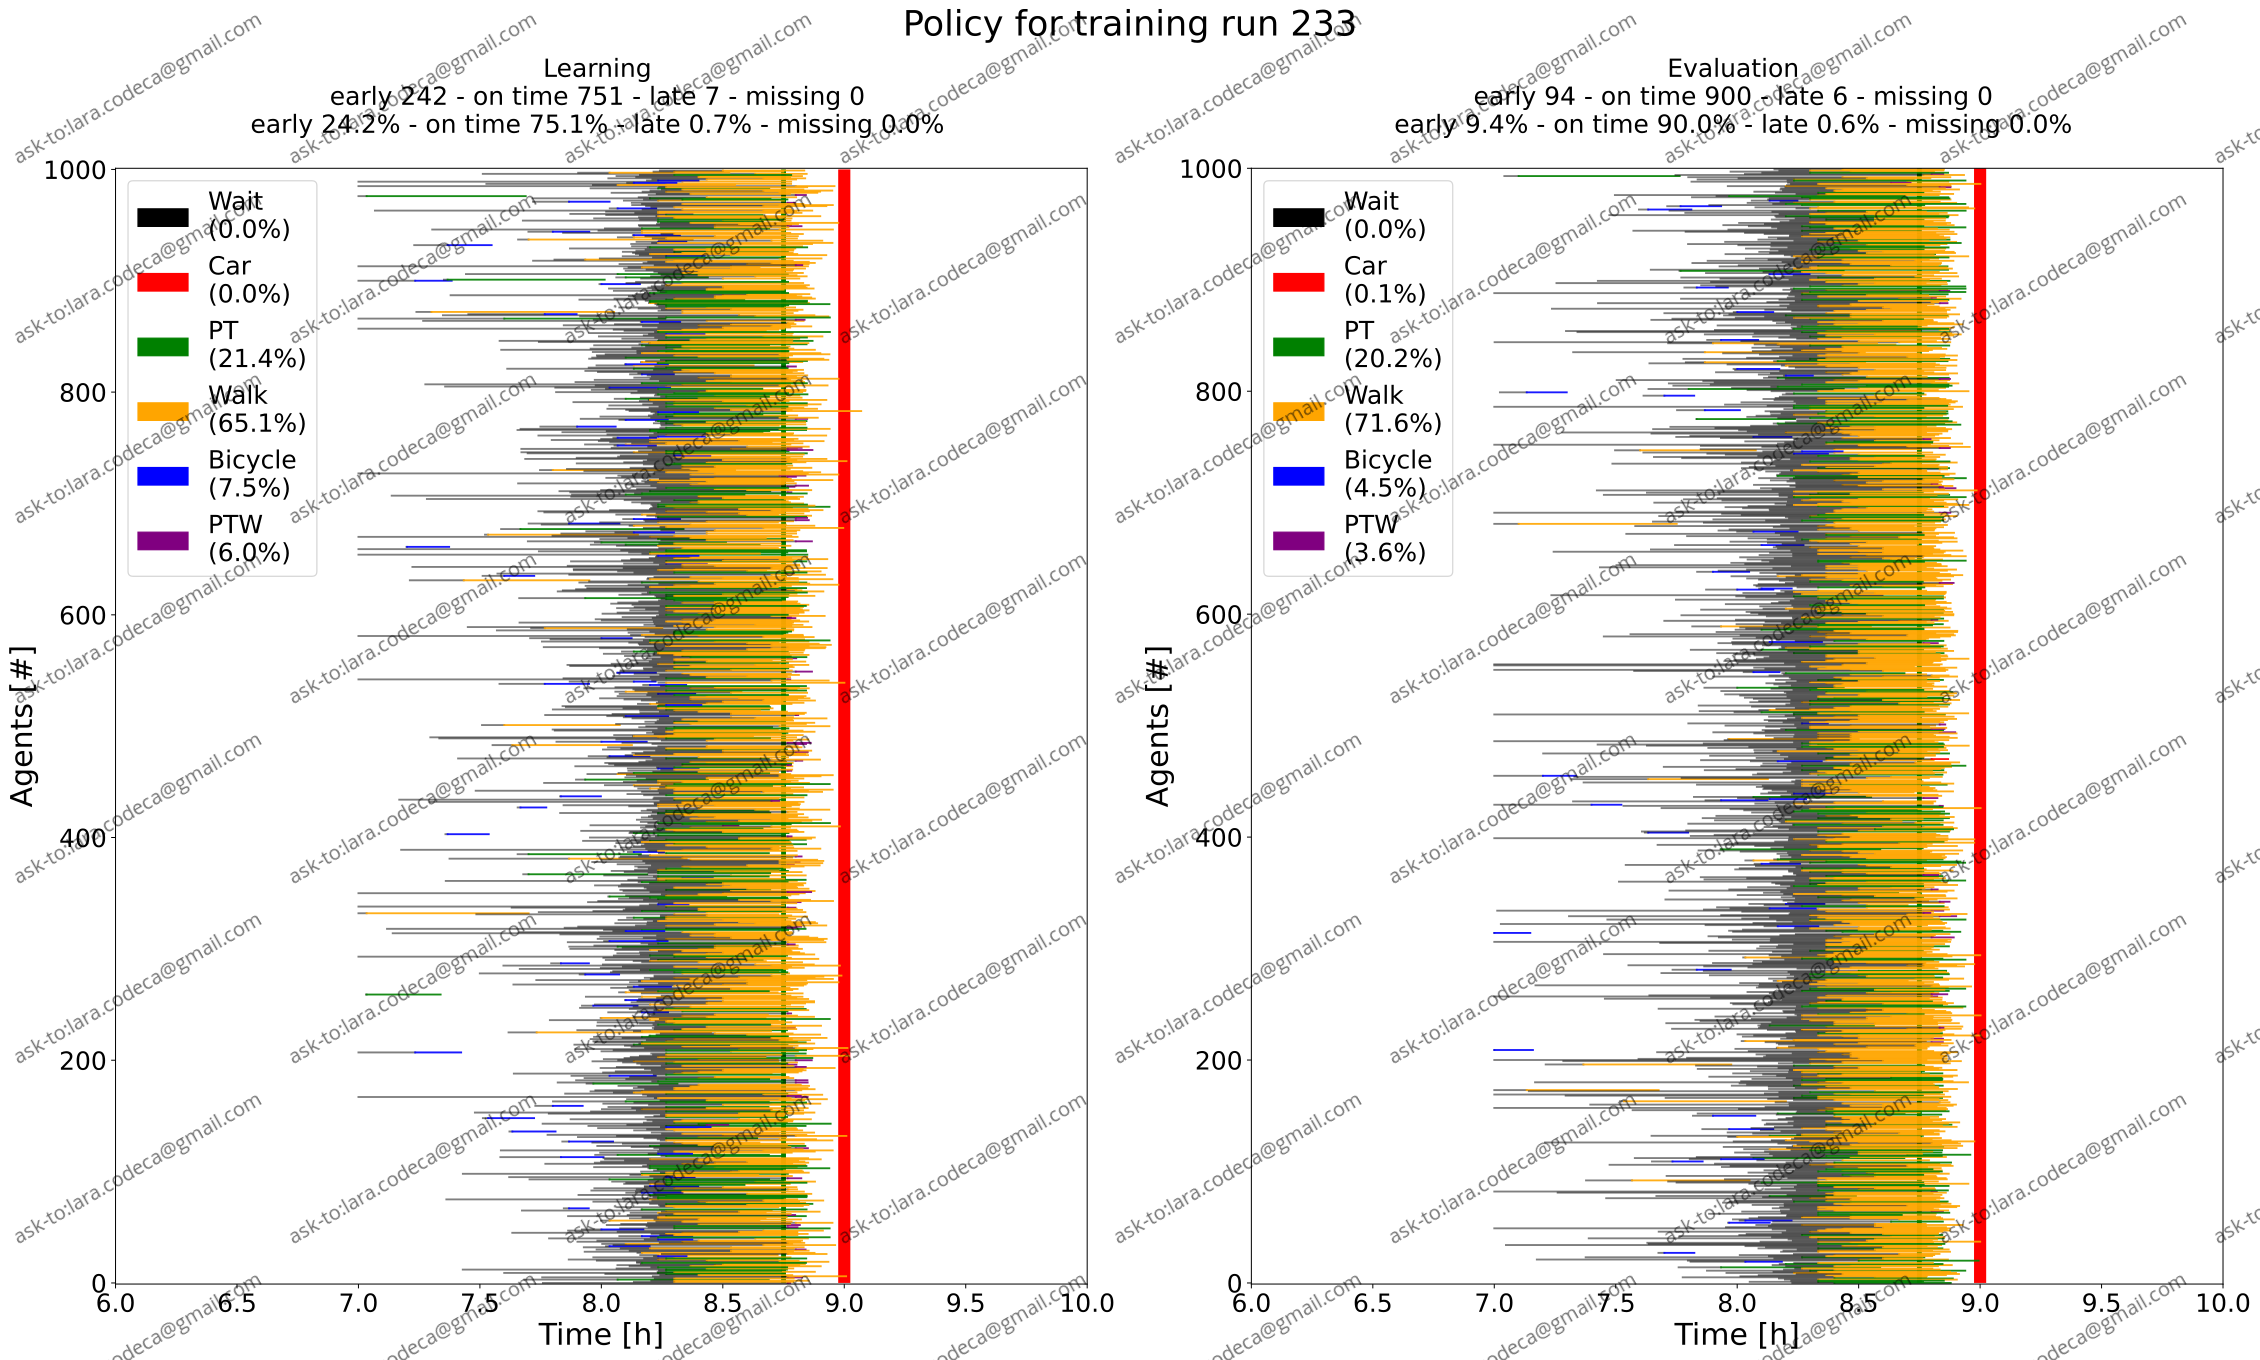 Policy for training run 233
Learning
early 242 - on time 751 - late 7 - missing 0
early 24.2% - on time 75.1% - late 0.7% - missing 0.0%
Wait
(0.0%)
Car
(0.0%)
PT
(21.4%)
Walk
(65.1%)
Bicycle
(7.5%)
PTW
(6.0%)
1000
800
600
400
200
0
Agents [#]
6.0 6.5 7.0 7.5 8.0 8.5 9.0 9.5 10.0
Time [h]
Evaluation
early 94 - on time 900 - late 6 - missing 0
early 9.4% - on time 90.0% - late 0.6% - missing 0.0%
Wait
(0.0%)
Car
(0.1%)
PT
(20.2%)
Walk
(71.6%)
Bicycle
(4.5%)
PTW
(3.6%)
1000
800
600
400
200
0
Agents [#]
6.0 6.5 7.0 7.5 8.0 8.5 9.0 9.5 10.0
Time [h]
ask-to:lara.codeca@gmail.com